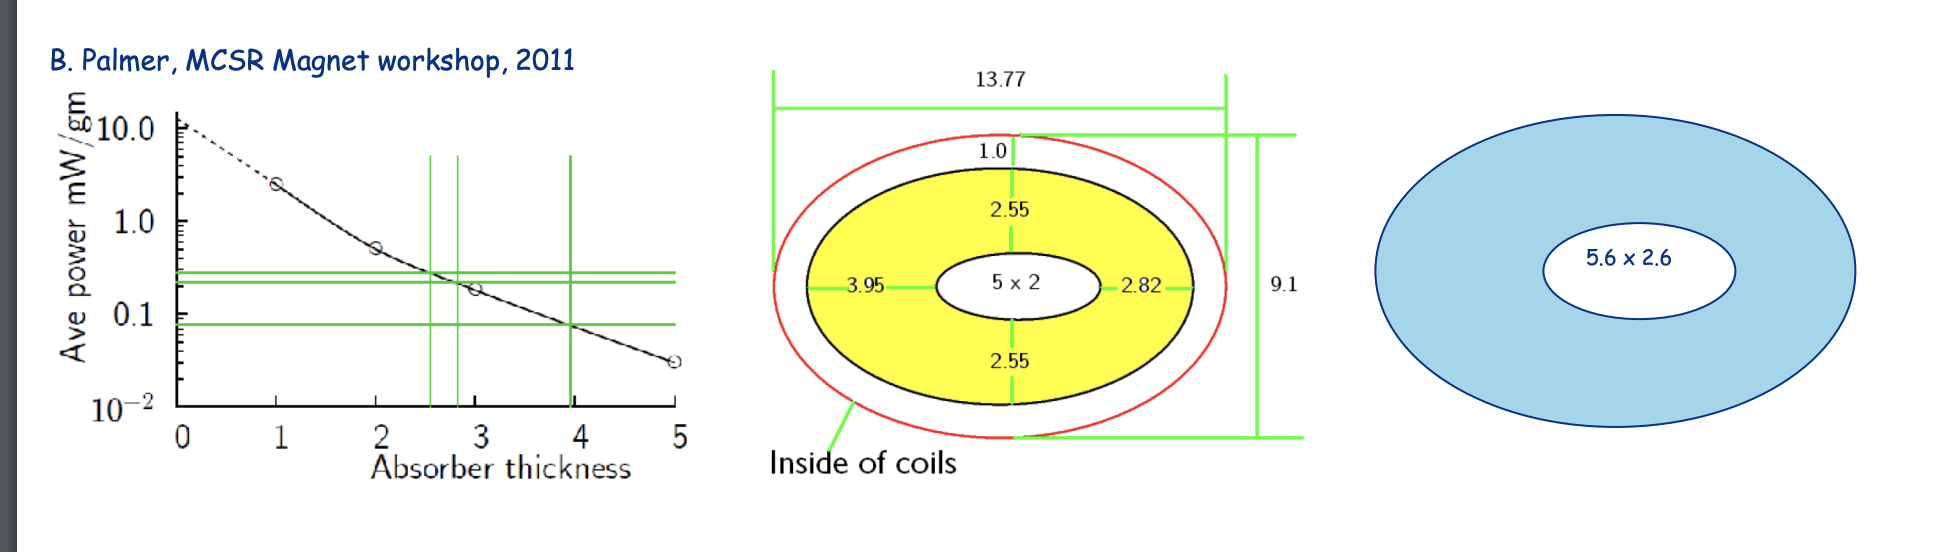 B. Palmer, MCSR Magnet workshop, 2011
Ave power mW/gm
10.0
1.0
0.1
10−2
0 1 2 3 4 5
Absorber thickness
13.77
1.0
2.55
3.95 5 x 2 2.82
9.1
2.55
Inside of coils
5.6 x 2.6